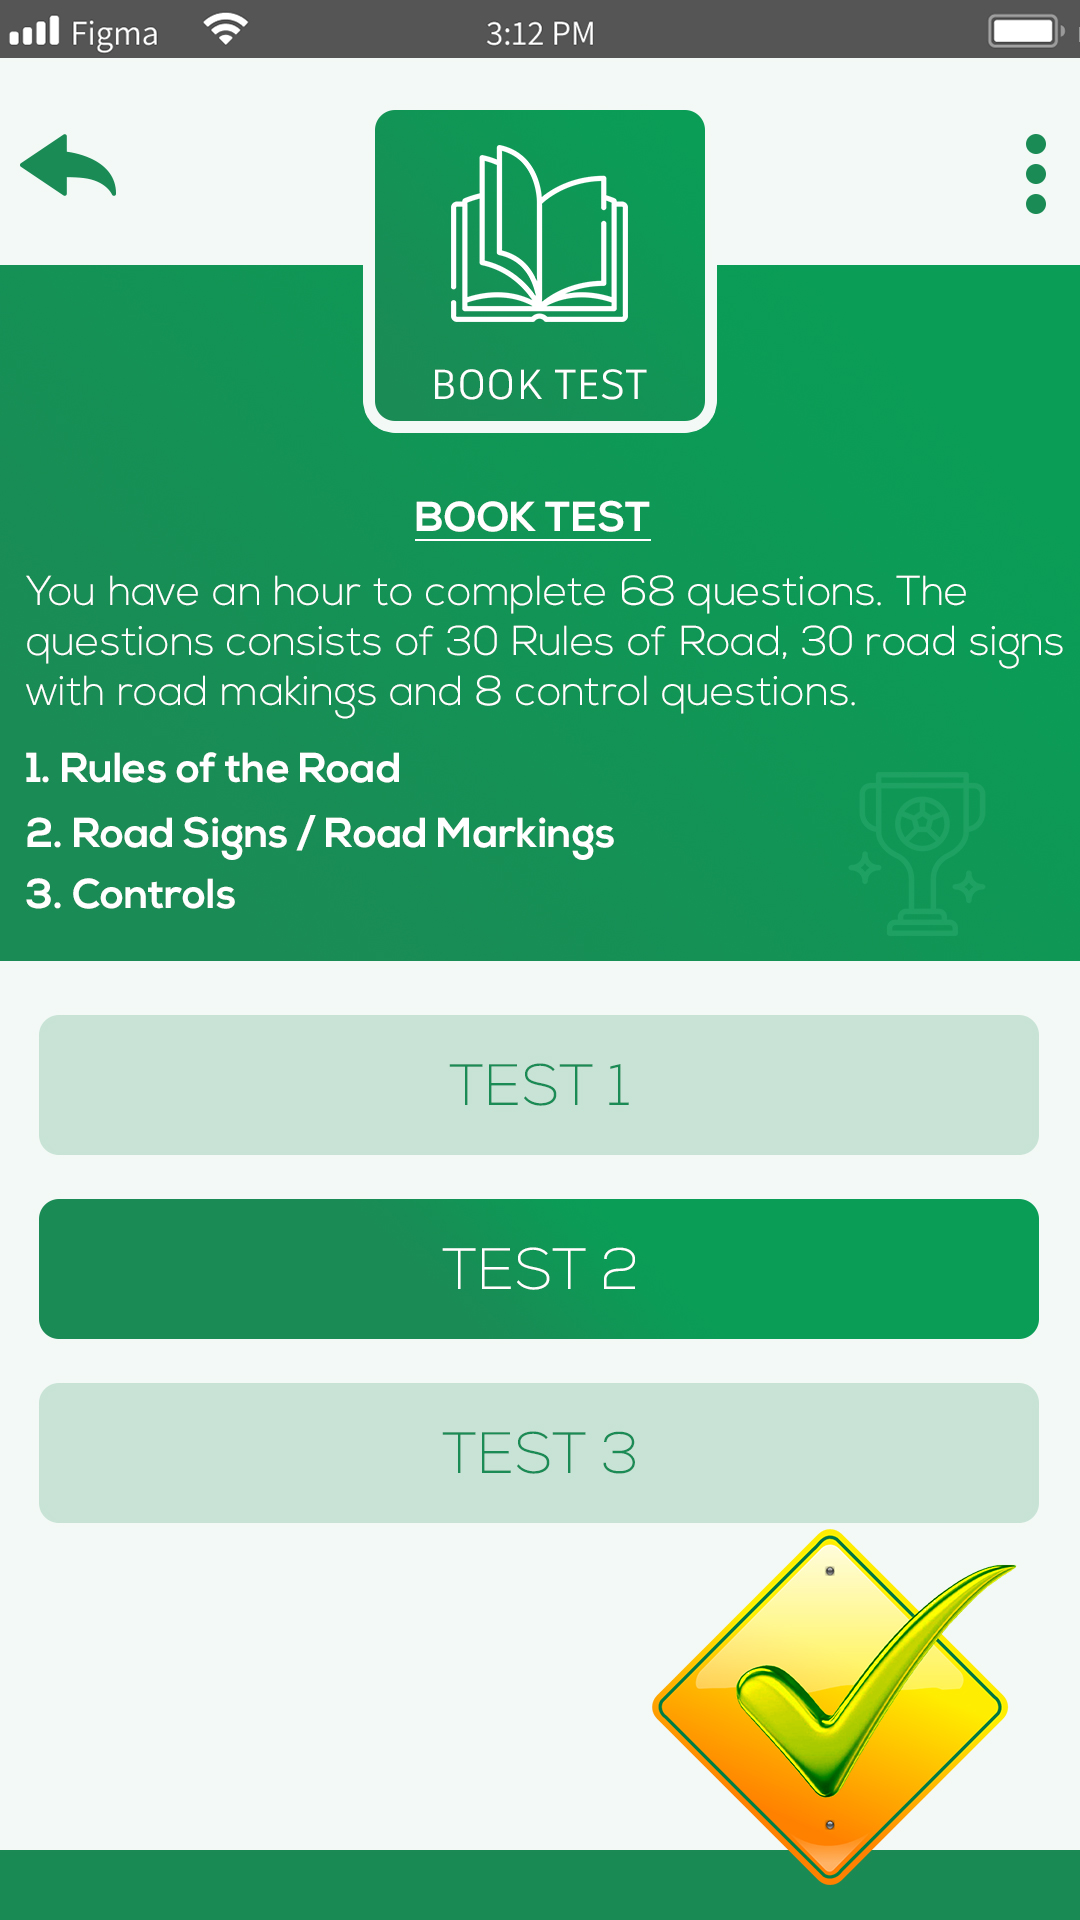 Figma 3:12 PM
BOOK TEST
BOOK TEST
You have an hour to complete 68 questions. The
questions consists of 30 Rules of Road, 30 road signs
with road makings and 8 control questions.
1. Rules of the Road
2. Road Signs / Road Markings
3. Controls
TEST 1
TEST 2
TEST 3